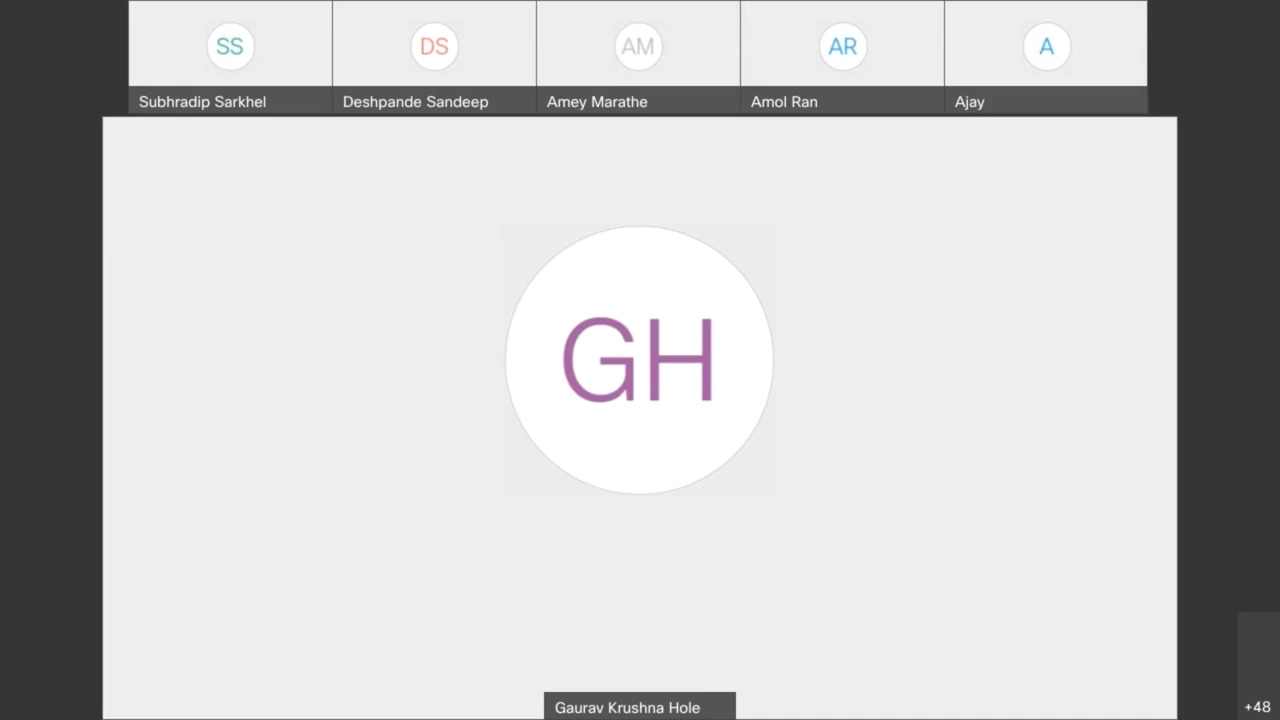 SS
DS
AM
AR
A
Subhradip Sarkhel
Deshpande Sandeep
Amey Marathe
Amol Ran
Ajay
GH
Gaurav Krushna Hole
+48